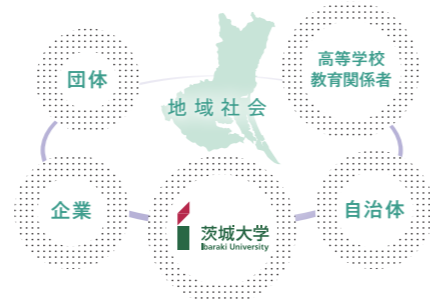 団体
高等学校
教育関係者
地域社会
企業
茨城大学
Ibaraki University
自治体